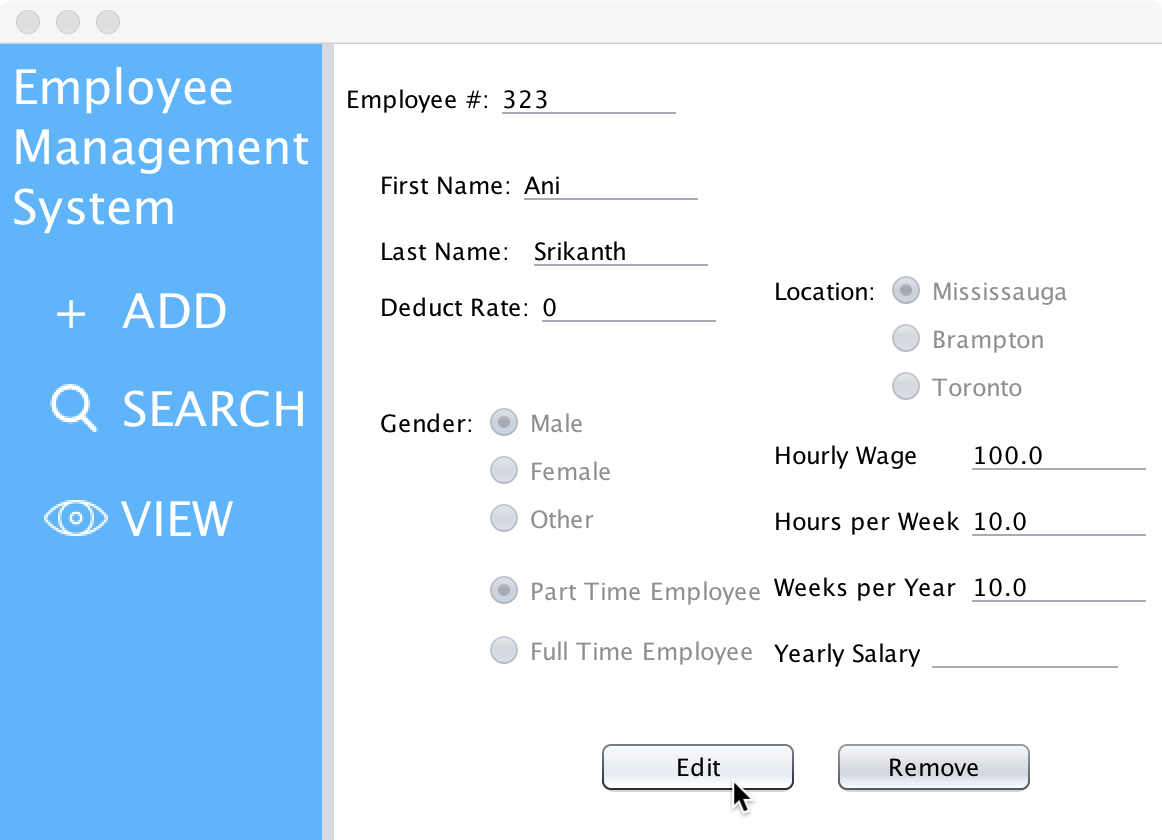 Employee
Management
System
+ ADD
SEARCH
VIEW
Employee #: 323
First Name: Ani
Last Name: Srikanth
Deduct Rate: 0
Gender: Male
Female
Other
Part Time Employee
Full Time Employee
Location: Mississauga
Brampton
Toronto
Hourly Wage 100.0
Hours per Week 10.0
Weeks per Year 10.0
Yearly Salary
Edit
Remove